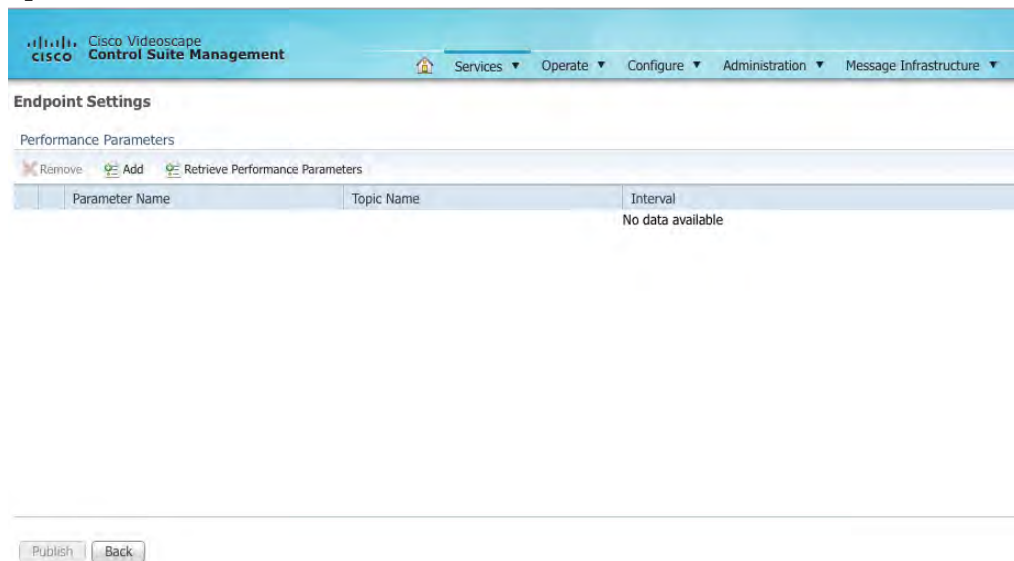 Cisco Videoscape
CISCO Control Suite Management
Services ▼ Operate ▼ Configure ▼ Administration ▼ Message Infrastructure ▼
Endpoint Settings
Performance Parameters
Remove Add Retrieve Performance Parameters
Parameter Name Topic Name Interval
No data available
Publish Back